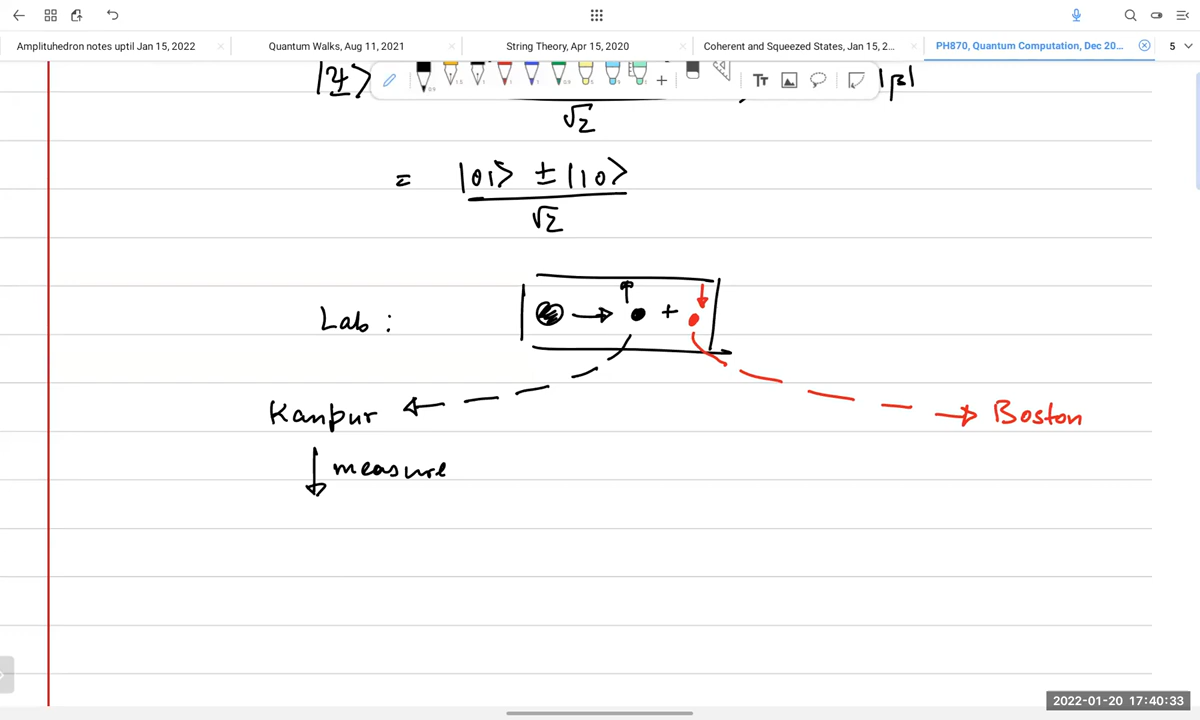 Amplituhedron notes uptil Jan 15, 2022
Quantum Walks, Aug 11, 2021
String Theory, Apr 15, 2020
Coherent and Squeezed States, Jan 15, 2...
PH870, Quantum Computation, Dec 20...
5
|Ψ⟩
Tт
|β|
√2
= |01⟩ ± |10⟩
√2
Lab : → ↑ + ↓
Kanpur
Boston
↓ measure
2022-01-20 17:40:33